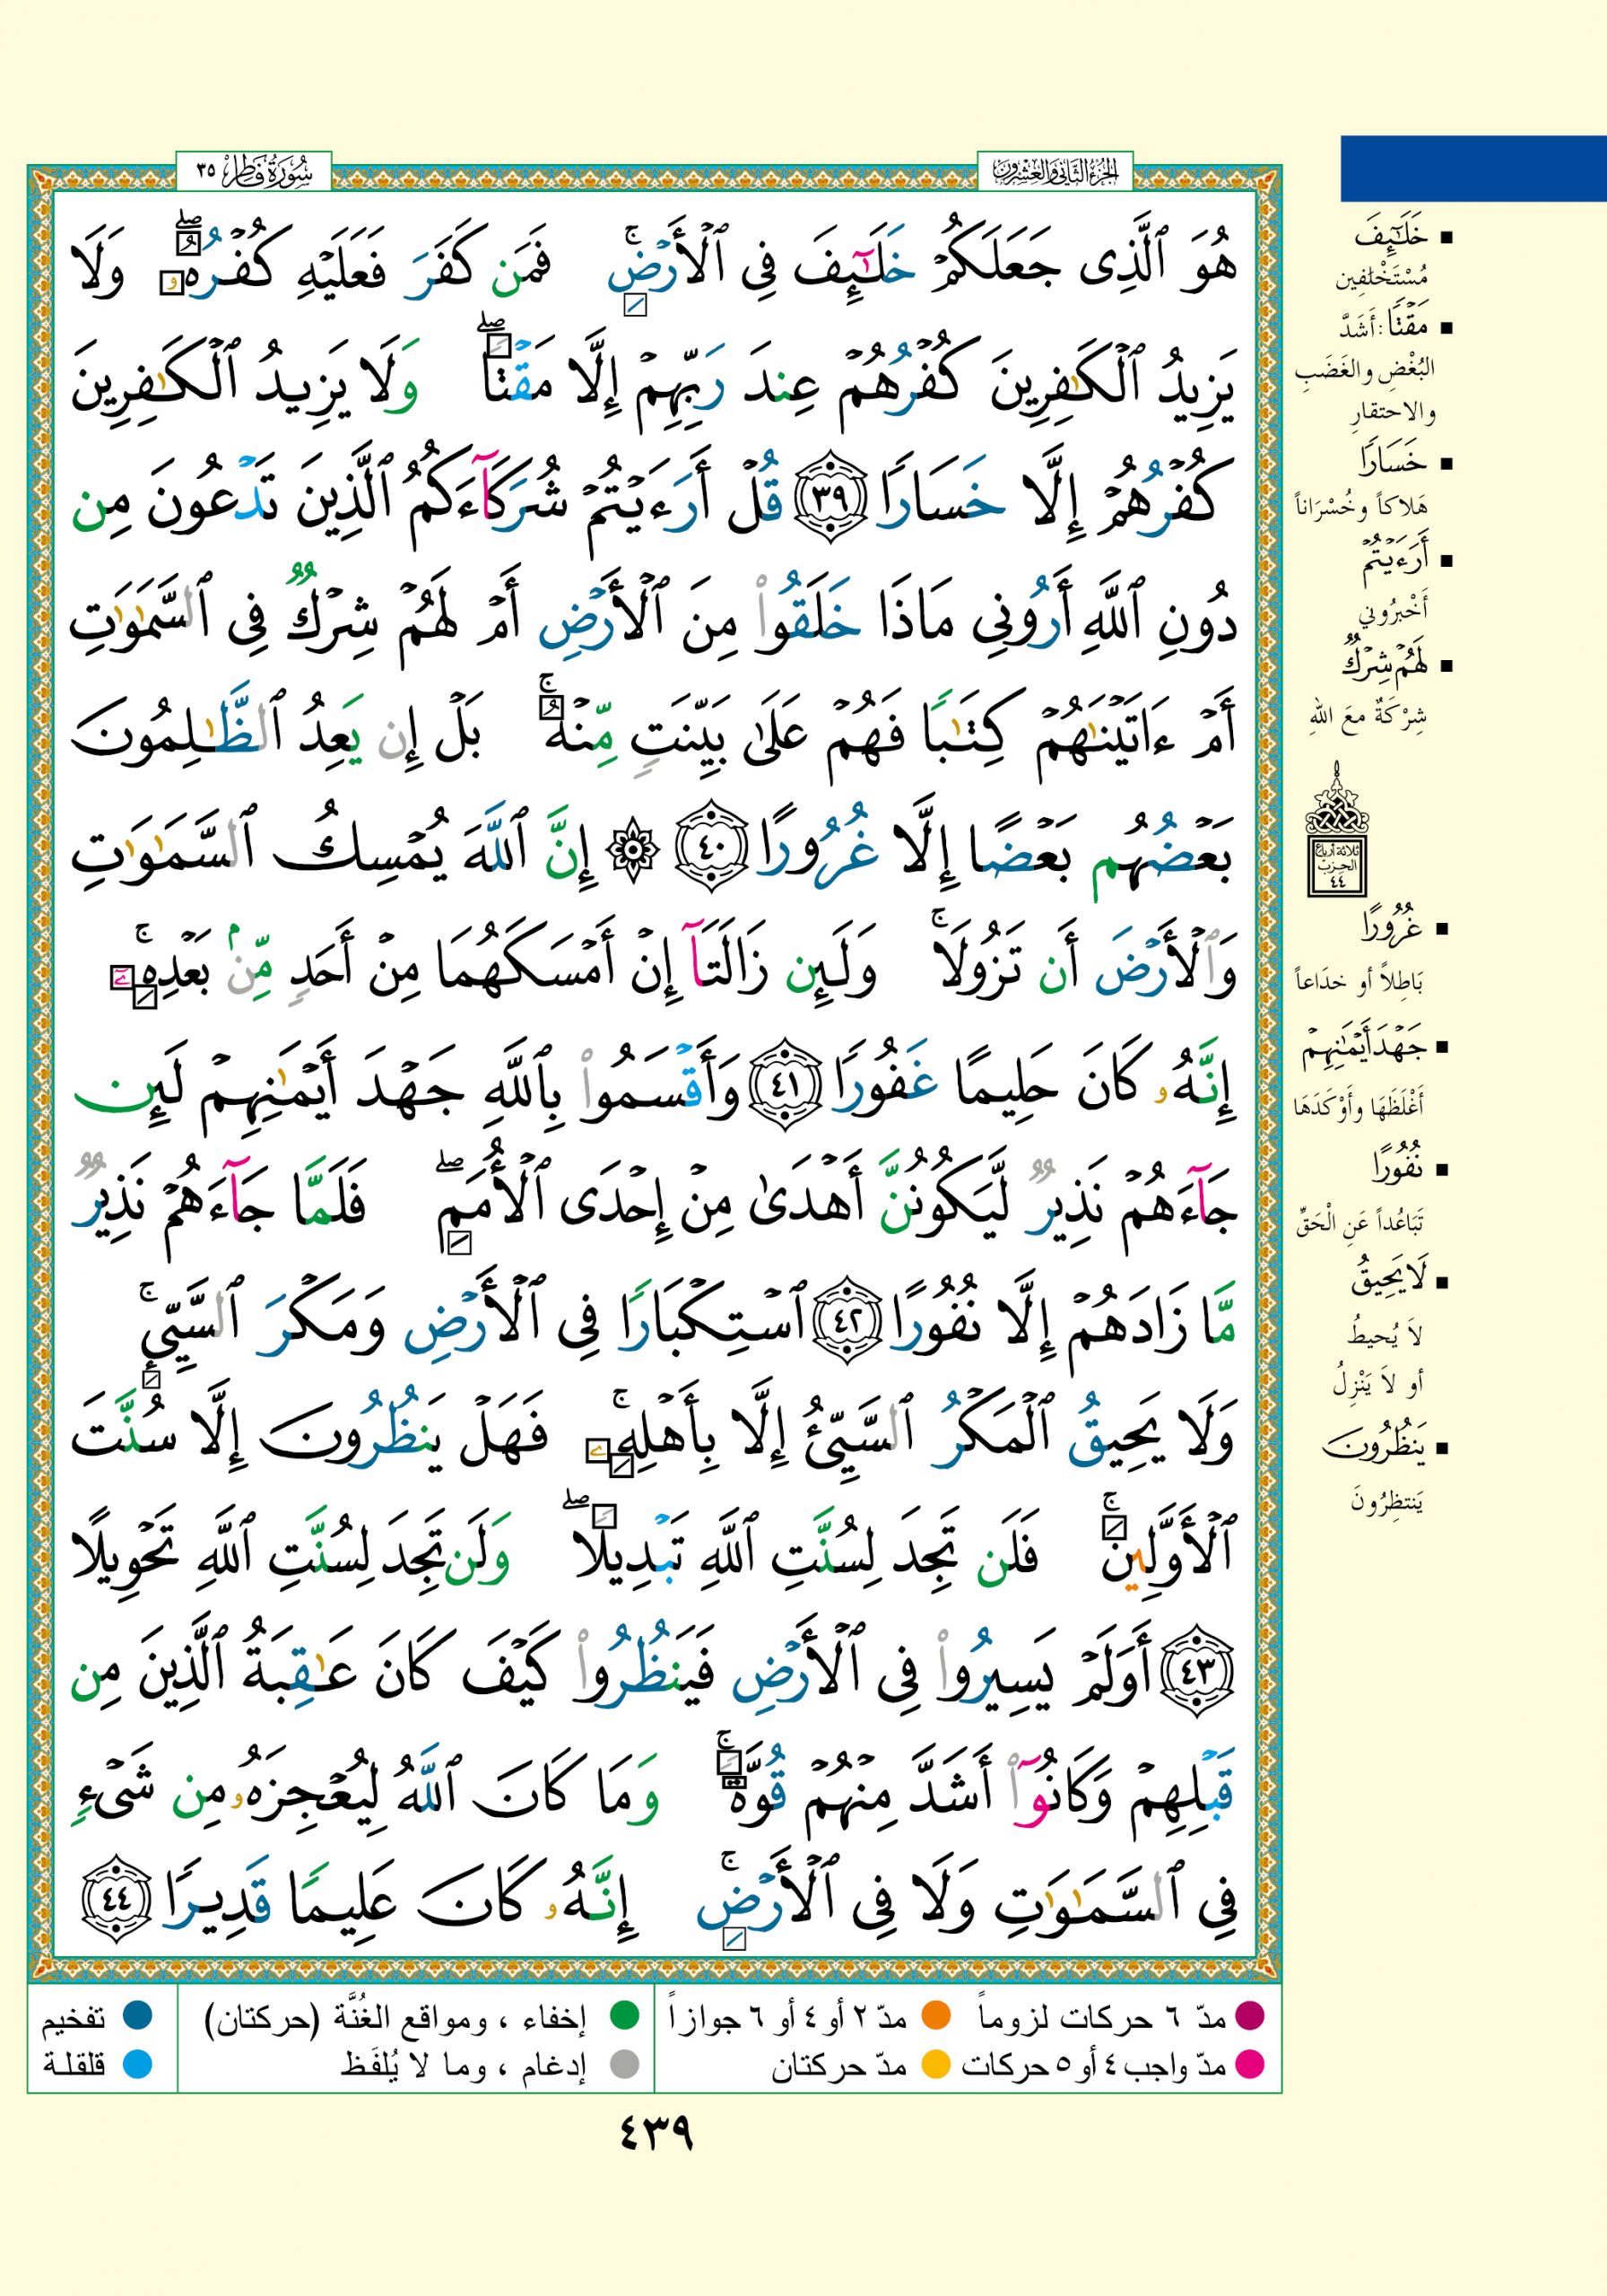 سُورَةُ فَاطِر ٣٥
الجزء الثاني والعشرون
هُوَ ٱلَّذِى جَعَلَكُمْ خَلَـٰٓئِفَ فِى ٱلْأَرْضِ ۚ فَمَن كَفَرَ فَعَلَيْهِ كُفْرُهُۥ ۖ وَلَا
يَزِيدُ ٱلْكَـٰفِرِينَ كُفْرُهُمْ عِندَ رَبِّهِمْ إِلَّا مَقْتًا ۖ وَلَا يَزِيدُ ٱلْكَـٰفِرِينَ
كُفْرُهُمْ إِلَّا خَسَارًا ٣٩ قُلْ أَرَءَيْتُمْ شُرَكَآءَكُمُ ٱلَّذِينَ تَدْعُونَ مِن
دُونِ ٱللَّهِ أَرُونِى مَاذَا خَلَقُوا۟ مِنَ ٱلْأَرْضِ أَمْ لَهُمْ شِرْكٌ فِى ٱلسَّمَـٰوَٰتِ
أَمْ ءَاتَيْنَـٰهُمْ كِتَـٰبًا فَهُمْ عَلَىٰ بَيِّنَتٍ مِّنْهُ ۚ بَلْ إِن يَعِدُ ٱلظَّـٰلِمُونَ
بَعْضُهُم بَعْضًا إِلَّا غُرُورًا ٤٠ ۞ إِنَّ ٱللَّهَ يُمْسِكُ ٱلسَّمَـٰوَٰتِ
وَٱلْأَرْضَ أَن تَزُولَا ۚ وَلَئِن زَالَتَآ إِنْ أَمْسَكَهُمَا مِنْ أَحَدٍ مِّنۢ بَعْدِهِۦٓ ۚ
إِنَّهُۥ كَانَ حَلِيمًا غَفُورًا ٤١ وَأَقْسَمُوا۟ بِٱللَّهِ جَهْدَ أَيْمَـٰنِهِمْ لَئِن
جَآءَهُمْ نَذِيرٌ لَّيَكُونُنَّ أَهْدَىٰ مِنْ إِحْدَى ٱلْأُمَمِ ۖ فَلَمَّا جَآءَهُمْ نَذِيرٌ
مَّا زَادَهُمْ إِلَّا نُفُورًا ٤٢ ٱسْتِكْبَارًا فِى ٱلْأَرْضِ وَمَكْرَ ٱلسَّيِّئِ ۚ
وَلَا يَحِيقُ ٱلْمَكْرُ ٱلسَّيِّئُ إِلَّا بِأَهْلِهِۦ ۚ فَهَلْ يَنظُرُونَ إِلَّا سُنَّتَ
ٱلْأَوَّلِينَ ۚ فَلَن تَجِدَ لِسُنَّتِ ٱللَّهِ تَبْدِيلًا ۖ وَلَن تَجِدَ لِسُنَّتِ ٱللَّهِ تَحْوِيلًا
٤٣ أَوَلَمْ يَسِيرُوا۟ فِى ٱلْأَرْضِ فَيَنظُرُوا۟ كَيْفَ كَانَ عَـٰقِبَةُ ٱلَّذِينَ مِن
قَبْلِهِمْ وَكَانُوٓا۟ أَشَدَّ مِنْهُمْ قُوَّةً ۚ وَمَا كَانَ ٱللَّهُ لِيُعْجِزَهُۥ مِن شَىْءٍ
فِى ٱلسَّمَـٰوَٰتِ وَلَا فِى ٱلْأَرْضِ ۚ إِنَّهُۥ كَانَ عَلِيمًا قَدِيرًا ٤٤
خَلَـٰٓئِفَ
مُسْتَخْلَفِين
مَقْتًا : أَشَدَّ
البُغْضِ والغَضَبِ
والاحتقارِ
خَسَارًا
هَلاكاً وخُسْرَاناً
أَرَءَيْتُمْ
أَخْبِرُوني
لَهُمْ شِرْكٌ
شِرْكَةٌ معَ اللهِ
ثلاثة أرباع
الحزب
٤٤
غُرُورًا
بَاطِلاً أو خدَاعاً
جَهْدَ أَيْمَـٰنِهِمْ
أَغْلَظَهَا وأَوْكَدَهَا
نُفُورًا
تَبَاعُداً عَنِ الْحَقِّ
لَا يَحِيقُ
لاَ يُحيطُ
أو لاَ يَنْزِلُ
يَنظُرُونَ
يَنتظِرُونَ
مدّ ٦ حركات لزوماً مدّ ٢ أو ٤ أو ٦ جوازاً إخفاء ، ومواقع الغُنَّة (حركتان) تفخيم
مدّ واجب ٤ أو ٥ حركات مدّ حركتان إدغام ، وما لا يُلفَظ قلقلة
٤٣٩